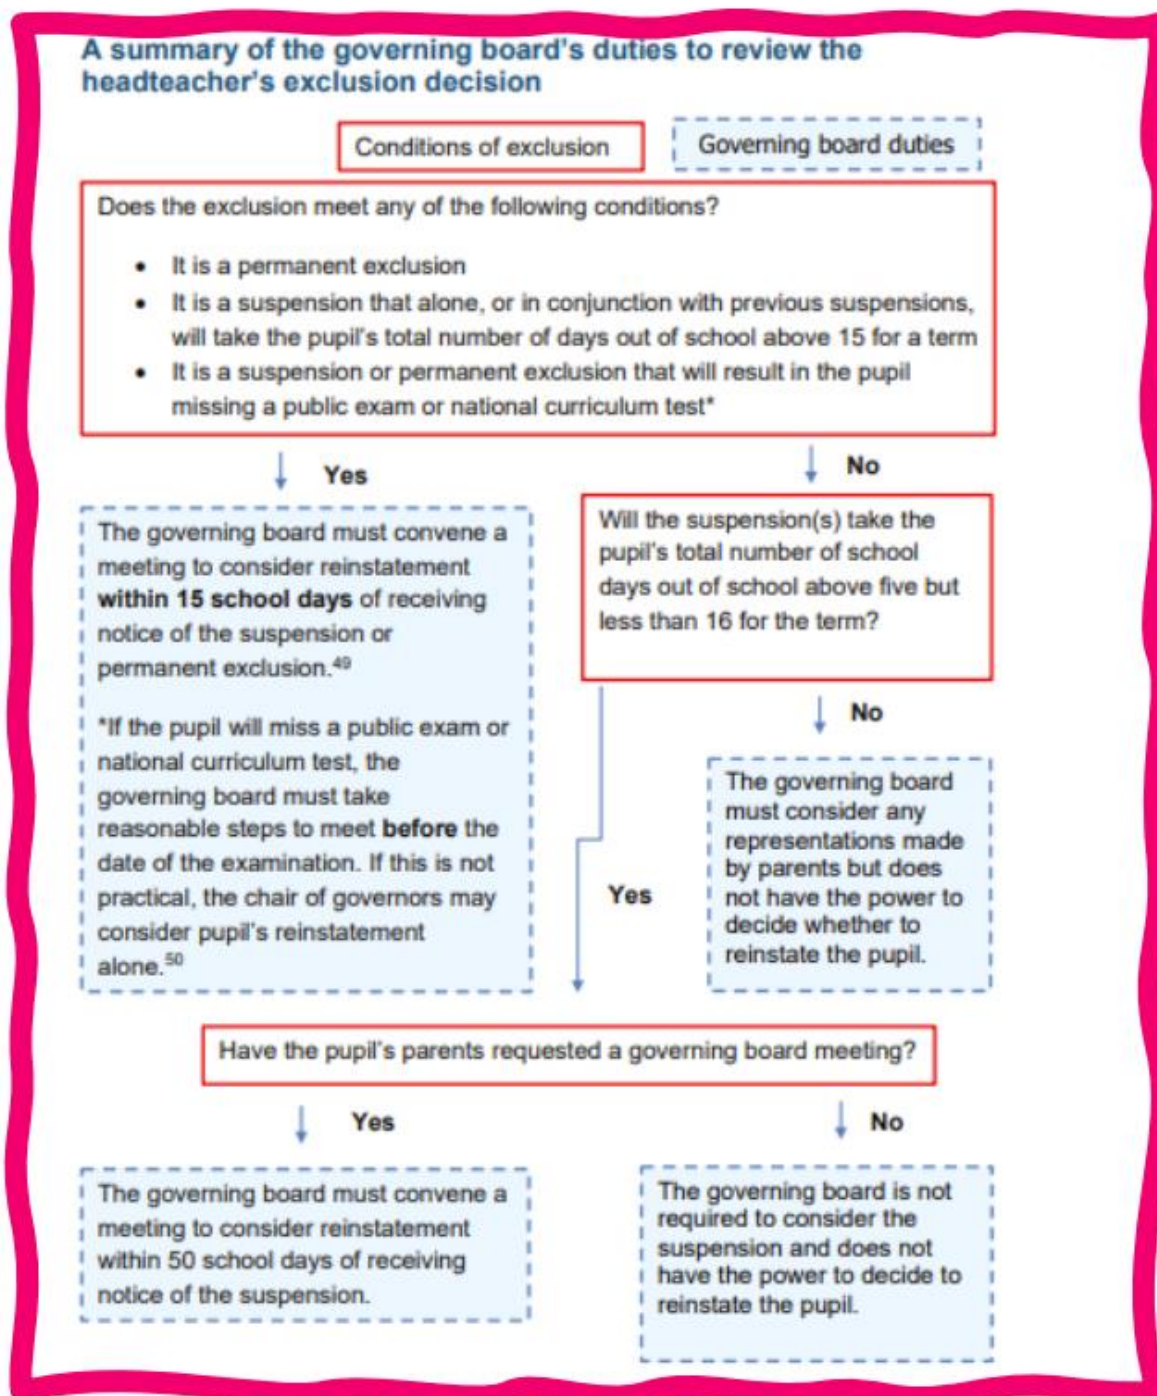 A summary of the governing board's duties to review the
headteacher's exclusion decision
Conditions of exclusion
Governing board duties
Does the exclusion meet any of the following conditions?
• It is a permanent exclusion
• It is a suspension that alone, or in conjunction with previous suspensions,
will take the pupil's total number of days out of school above 15 for a term
• It is a suspension or permanent exclusion that will result in the pupil
missing a public exam or national curriculum test*
Yes
No
The governing board must convene a
meeting to consider reinstatement
within 15 school days of receiving
notice of the suspension or
permanent exclusion.49
*If the pupil will miss a public exam or
national curriculum test, the
governing board must take
reasonable steps to meet before the
date of the examination. If this is not
practical, the chair of governors may
consider pupil's reinstatement
alone.50
Will the suspension(s) take the
pupil's total number of school
days out of school above five but
less than 16 for the term?
No
Yes
The governing board
must consider any
representations made
by parents but does
not have the power to
decide whether to
reinstate the pupil.
Have the pupil's parents requested a governing board meeting?
Yes
No
The governing board must convene a
meeting to consider reinstatement
within 50 school days of receiving
notice of the suspension.
The governing board is not
required to consider the
suspension and does not
have the power to decide to
reinstate the pupil.